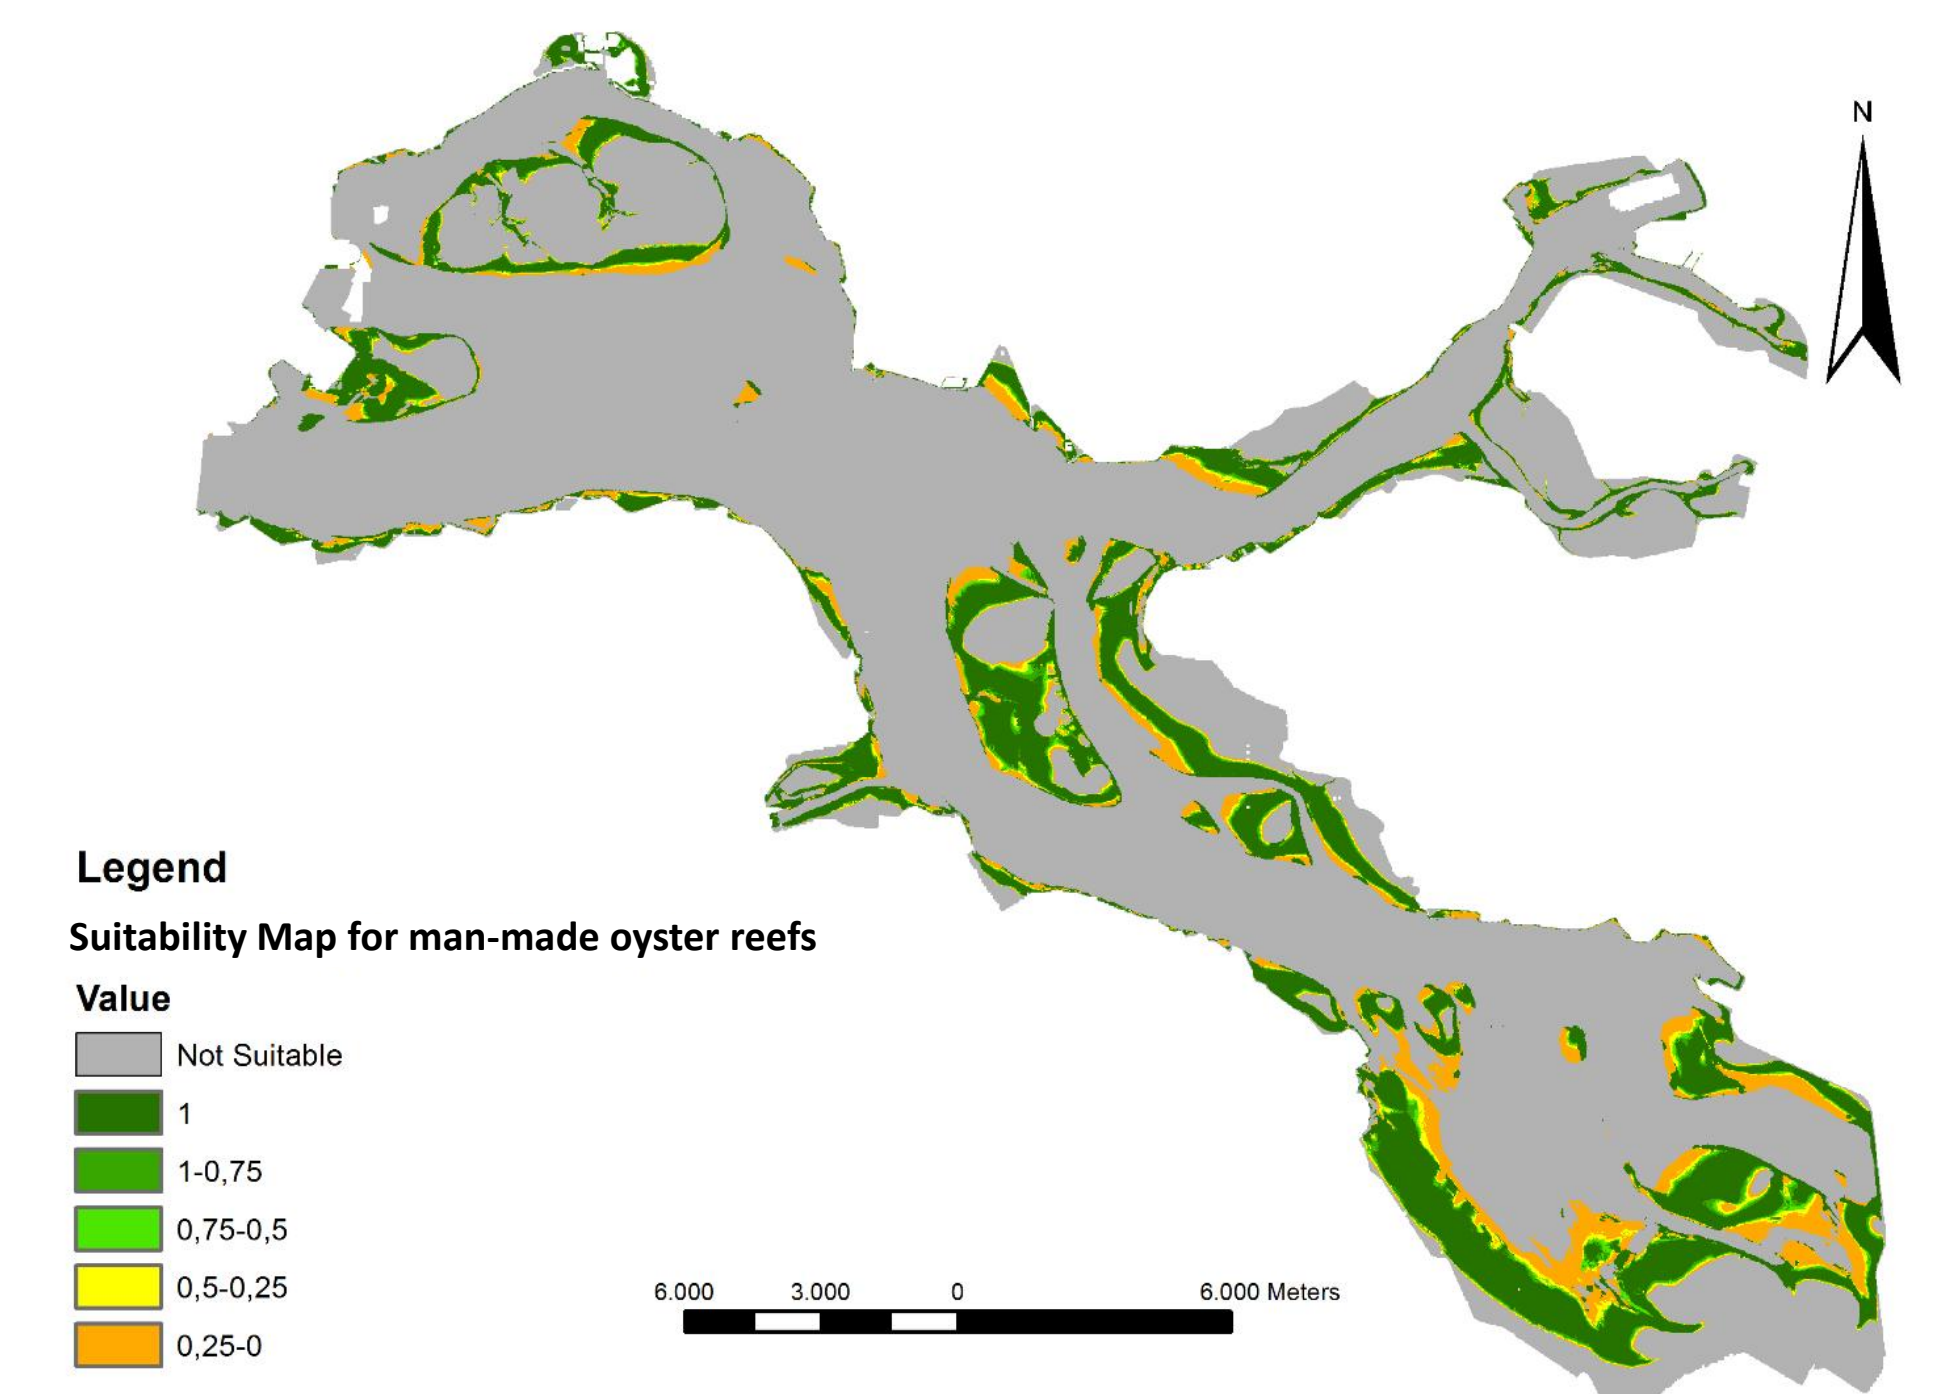 N
Legend
Suitability Map for man-made oyster reefs
Value
Not Suitable
1
1-0,75
0,75-0,5
0,5-0,25
0,25-0
6.000 3.000 0 6.000 Meters